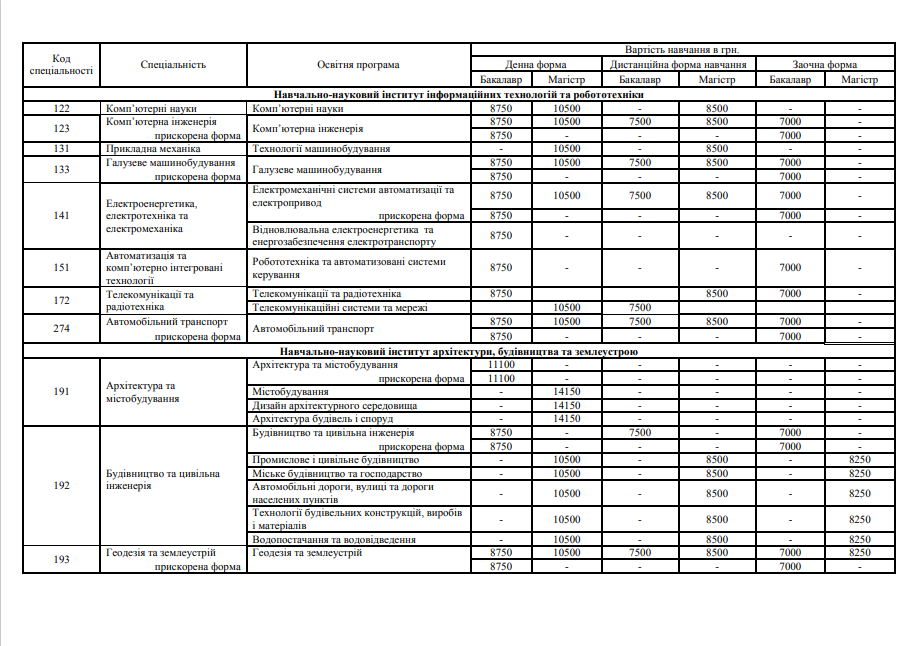 Код спеціальності Спеціальність Освітня програма Вартість навчання в грн.
Денна форма Дистанційна форма навчання Заочна форма
Бакалавр Магістр Бакалавр Магістр Бакалавр Магістр
Навчально-науковий інститут інформаційних технологій та робототехніки
122 Комп’ютерні науки Комп’ютерні науки 8750 10500 - 8500 - -
123 Комп’ютерна інженерія Комп’ютерна інженерія 8750 10500 7500 8500 7000 -
прискорена форма 8750 - - - 7000 -
131 Прикладна механіка Технології машинобудування - 10500 - 8500 - -
133 Галузеве машинобудування Галузеве машинобудування 8750 10500 7500 8500 7000 -
прискорена форма 8750 - - - 7000 -
141 Електроенергетика, електротехніка та електромеханіка Електромеханічні системи автоматизації та електропривод 8750 10500 7500 8500 7000 -
прискорена форма 8750 - - - 7000 -
Відновлювальна електроенергетика та енергозабезпечення електротранспорту 8750 - - - - -
151 Автоматизація та комп’ютерно інтегровані технології Робототехніка та автоматизовані системи керування 8750 - - - 7000 -
172 Телекомунікації та радіотехніка Телекомунікації та радіотехніка 8750 8500 7000 -
Телекомунікаційні системи та мережі 10500 7500
274 Автомобільний транспорт Автомобільний транспорт 8750 10500 7500 8500 7000 -
прискорена форма 8750 - - - 7000 -
Навчально-науковий інститут архітектури, будівництва та землеустрою
191 Архітектура та містобудування Архітектура та містобудування 11100 - - - - -
прискорена форма 11100 - - - - -
Містобудування - 14150 - - - -
Дизайн архітектурного середовища - 14150 - - - -
Архітектура будівель і споруд - 14150 - - - -
192 Будівництво та цивільна інженерія Будівництво та цивільна інженерія 8750 - 7500 - 7000 -
прискорена форма 8750 - - - 7000 -
Промислове і цивільне будівництво - 10500 - 8500 - 8250
Міське будівництво та господарство - 10500 - 8500 - 8250
Автомобільні дороги, вулиці та дороги населених пунктів - 10500 - 8500 - 8250
Технології будівельних конструкцій, виробів і матеріалів - 10500 - 8500 - 8250
Водопостачання та водовідведення - 10500 - 8500 - 8250
193 Геодезія та землеустрій Геодезія та землеустрій 8750 10500 7500 8500 7000 8250
прискорена форма 8750 - - - 7000 -